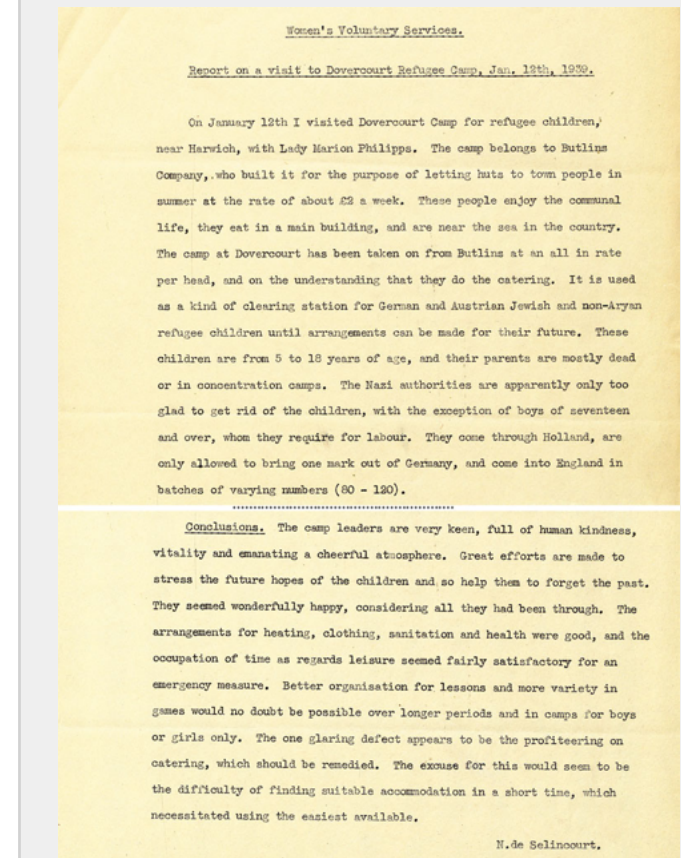 Women's Voluntary Services.
Report on a visit to Dovercourt Refugee Camp, Jan. 12th, 1939.
On January 12th I visited Dovercourt Camp for refugee children,
near Harwich, with Lady Marion Philipps. The camp belongs to Butlins
Company, who built it for the purpose of letting huts to town people in
summer at the rate of about £2 a week. These people enjoy the communal
life, they eat in a main building, and are near the sea in the country.
The camp at Dovercourt has been taken on from Butlins at an all in rate
per head, and on the understanding that they do the catering. It is used
as a kind of clearing station for German and Austrian Jewish and non-Aryan
refugee children until arrangements can be made for their future. These
children are from 5 to 18 years of age, and their parents are mostly dead
or in concentration camps. The Nazi authorities are apparently only too
glad to get rid of the children, with the exception of boys of seventeen
and over, whom they require for labour. They come through Holland, are
only allowed to bring one mark out of Germany, and come into England in
batches of varying numbers (80 - 120).
Conclusions. The camp leaders are very keen, full of human kindness,
vitality and emanating a cheerful atmosphere. Great efforts are made to
stress the future hopes of the children and so help them to forget the past.
They seemed wonderfully happy, considering all they had been through. The
arrangements for heating, clothing, sanitation and health were good, and the
occupation of time as regards leisure seemed fairly satisfactory for an
emergency measure. Better organisation for lessons and more variety in
games would no doubt be possible over longer periods and in camps for boys
or girls only. The one glaring defect appears to be the profiteering on
catering, which should be remedied. The excuse for this would seem to be
the difficulty of finding suitable accommodation in a short time, which
necessitated using the easiest available.
N.de Selincourt.